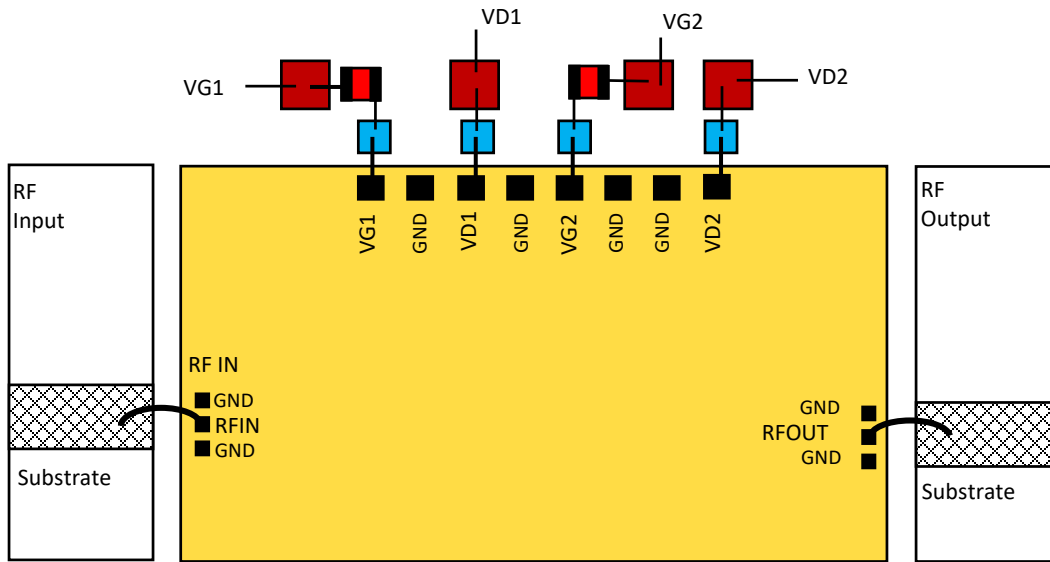 VD1
VG2
VG1
VD2
RF
Input
RF
Output
VG1
GND
VD1
GND
VG2
GND
GND
VD2
RF IN
GND
RFIN
GND
GND
RFOUT
GND
Substrate
Substrate